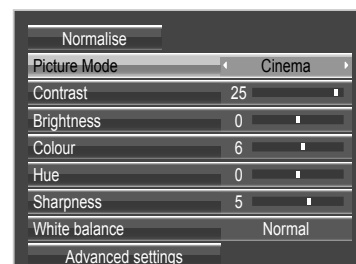 Normalise
Picture Mode Cinema
Contrast 25
Brightness 0
Colour 6
Hue 0
Sharpness 5
White balance Normal
Advanced settings